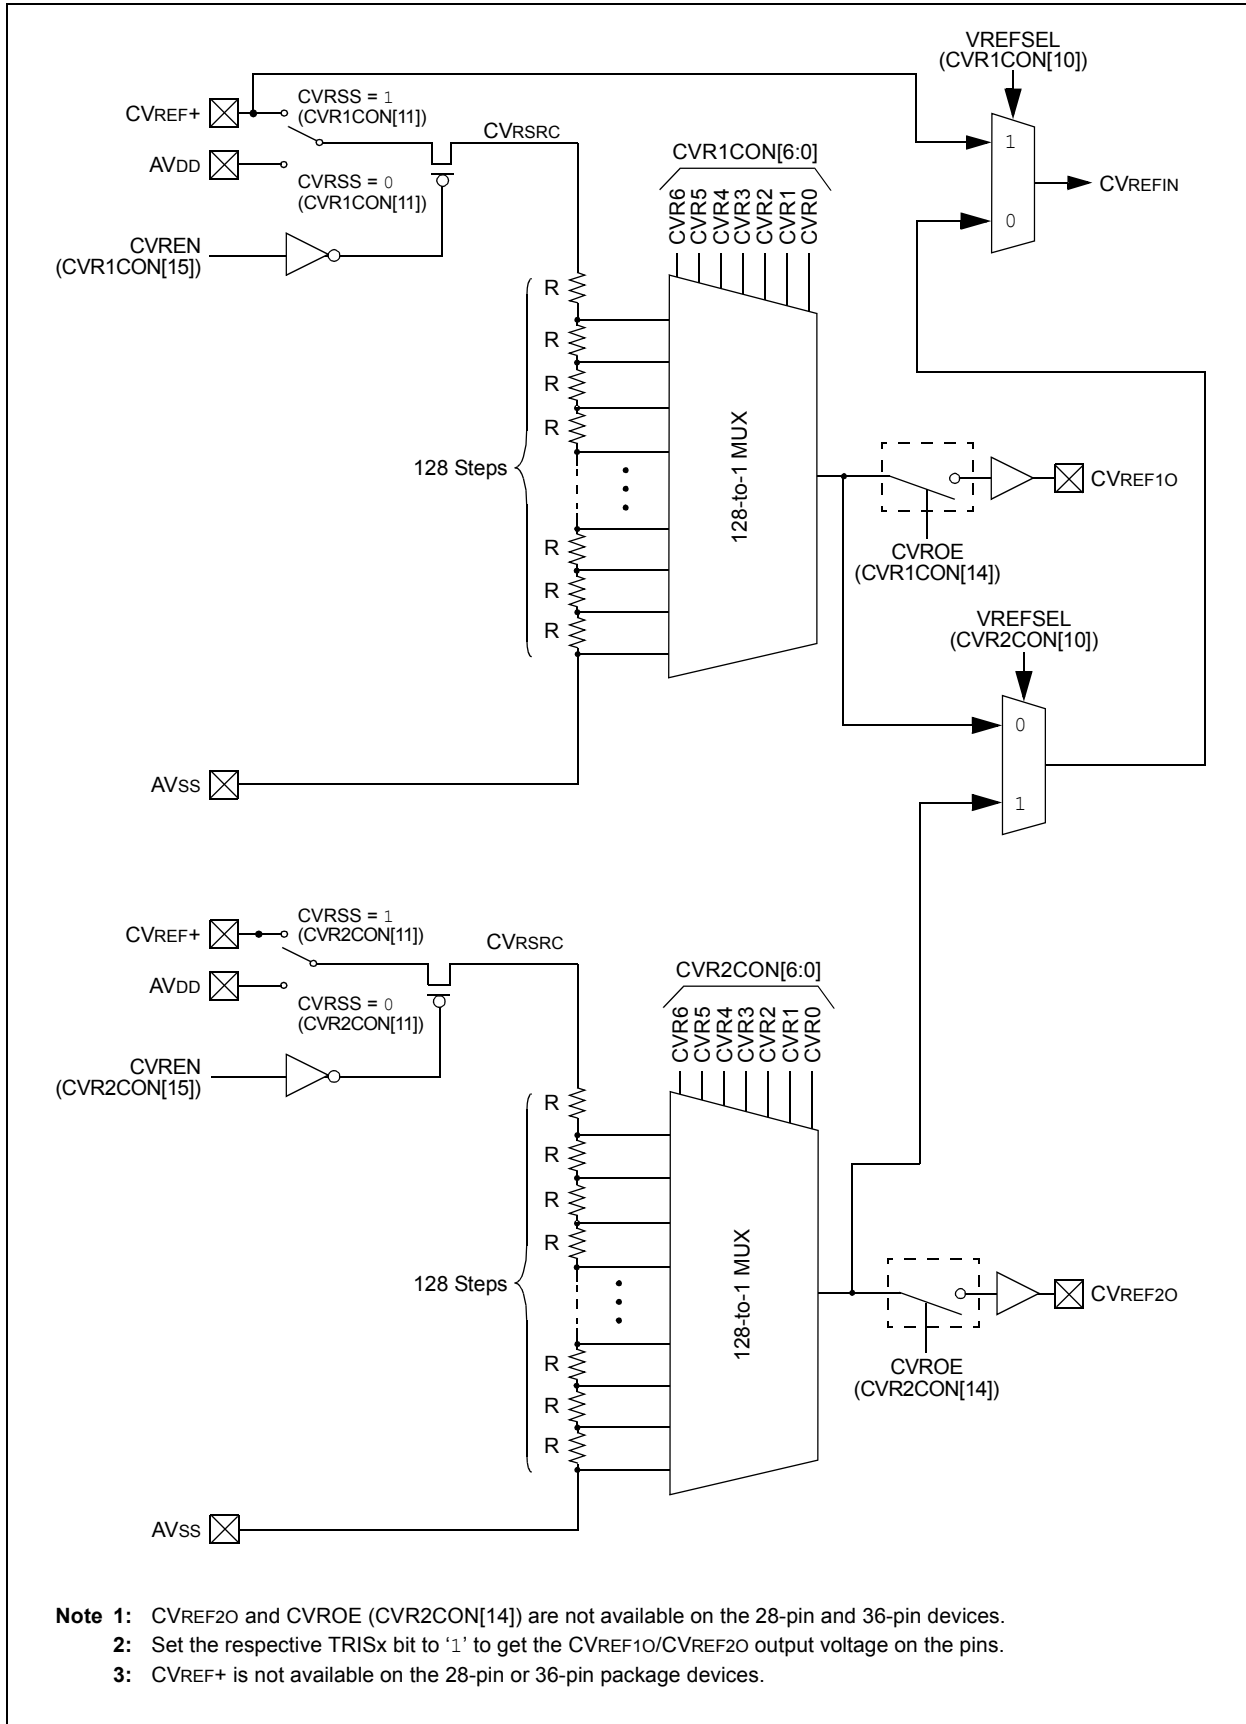 VREFSEL
(CVR1CON[10])
CVREF+
CVRSS = 1
(CVR1CON[11])
CVRSRC
AVDD
CVRSS = 0
(CVR1CON[11])
CVREN
(CVR1CON[15])
CVR1CON[6:0]
CVR6
CVR5
CVR4
CVR3
CVR2
CVR1
CVR0
1
0
CVREFIN
R
R
R
R
128 Steps
R
R
R
128-to-1 MUX
CVREF1O
CVROE
(CVR1CON[14])
VREFSEL
(CVR2CON[10])
0
1
AVSS
CVREF+
CVRSS = 1
(CVR2CON[11])
CVRSRC
AVDD
CVRSS = 0
(CVR2CON[11])
CVREN
(CVR2CON[15])
CVR2CON[6:0]
CVR6
CVR5
CVR4
CVR3
CVR2
CVR1
CVR0
R
R
R
R
128 Steps
R
R
R
128-to-1 MUX
CVREF2O
CVROE
(CVR2CON[14])
AVSS
Note 1: CVREF2O and CVROE (CVR2CON[14]) are not available on the 28-pin and 36-pin devices.
2: Set the respective TRISx bit to ‘1’ to get the CVREF1O/CVREF2O output voltage on the pins.
3: CVREF+ is not available on the 28-pin or 36-pin package devices.